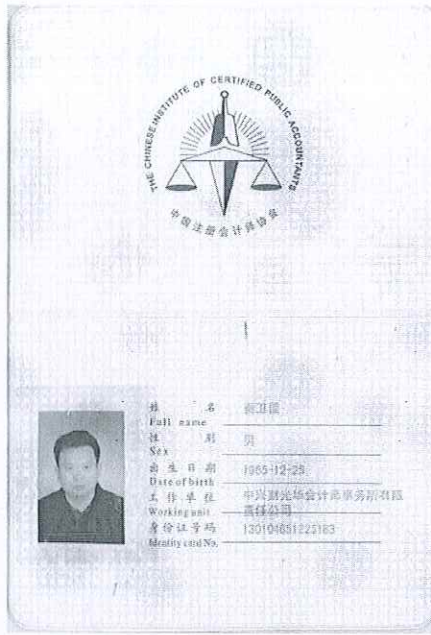 THE CHINESE INSTITUTE OF CERTIFIED PUBLIC ACCOUNTANTS
中国注册会计师协会
姓 名
Full name
性 别 男
Sex
出生日期 1965-12-25
Date of birth
工作单位 中兴财光华会计师事务所有限
Working unit 责任公司
身份证号码 130104651225183
Identity card No.